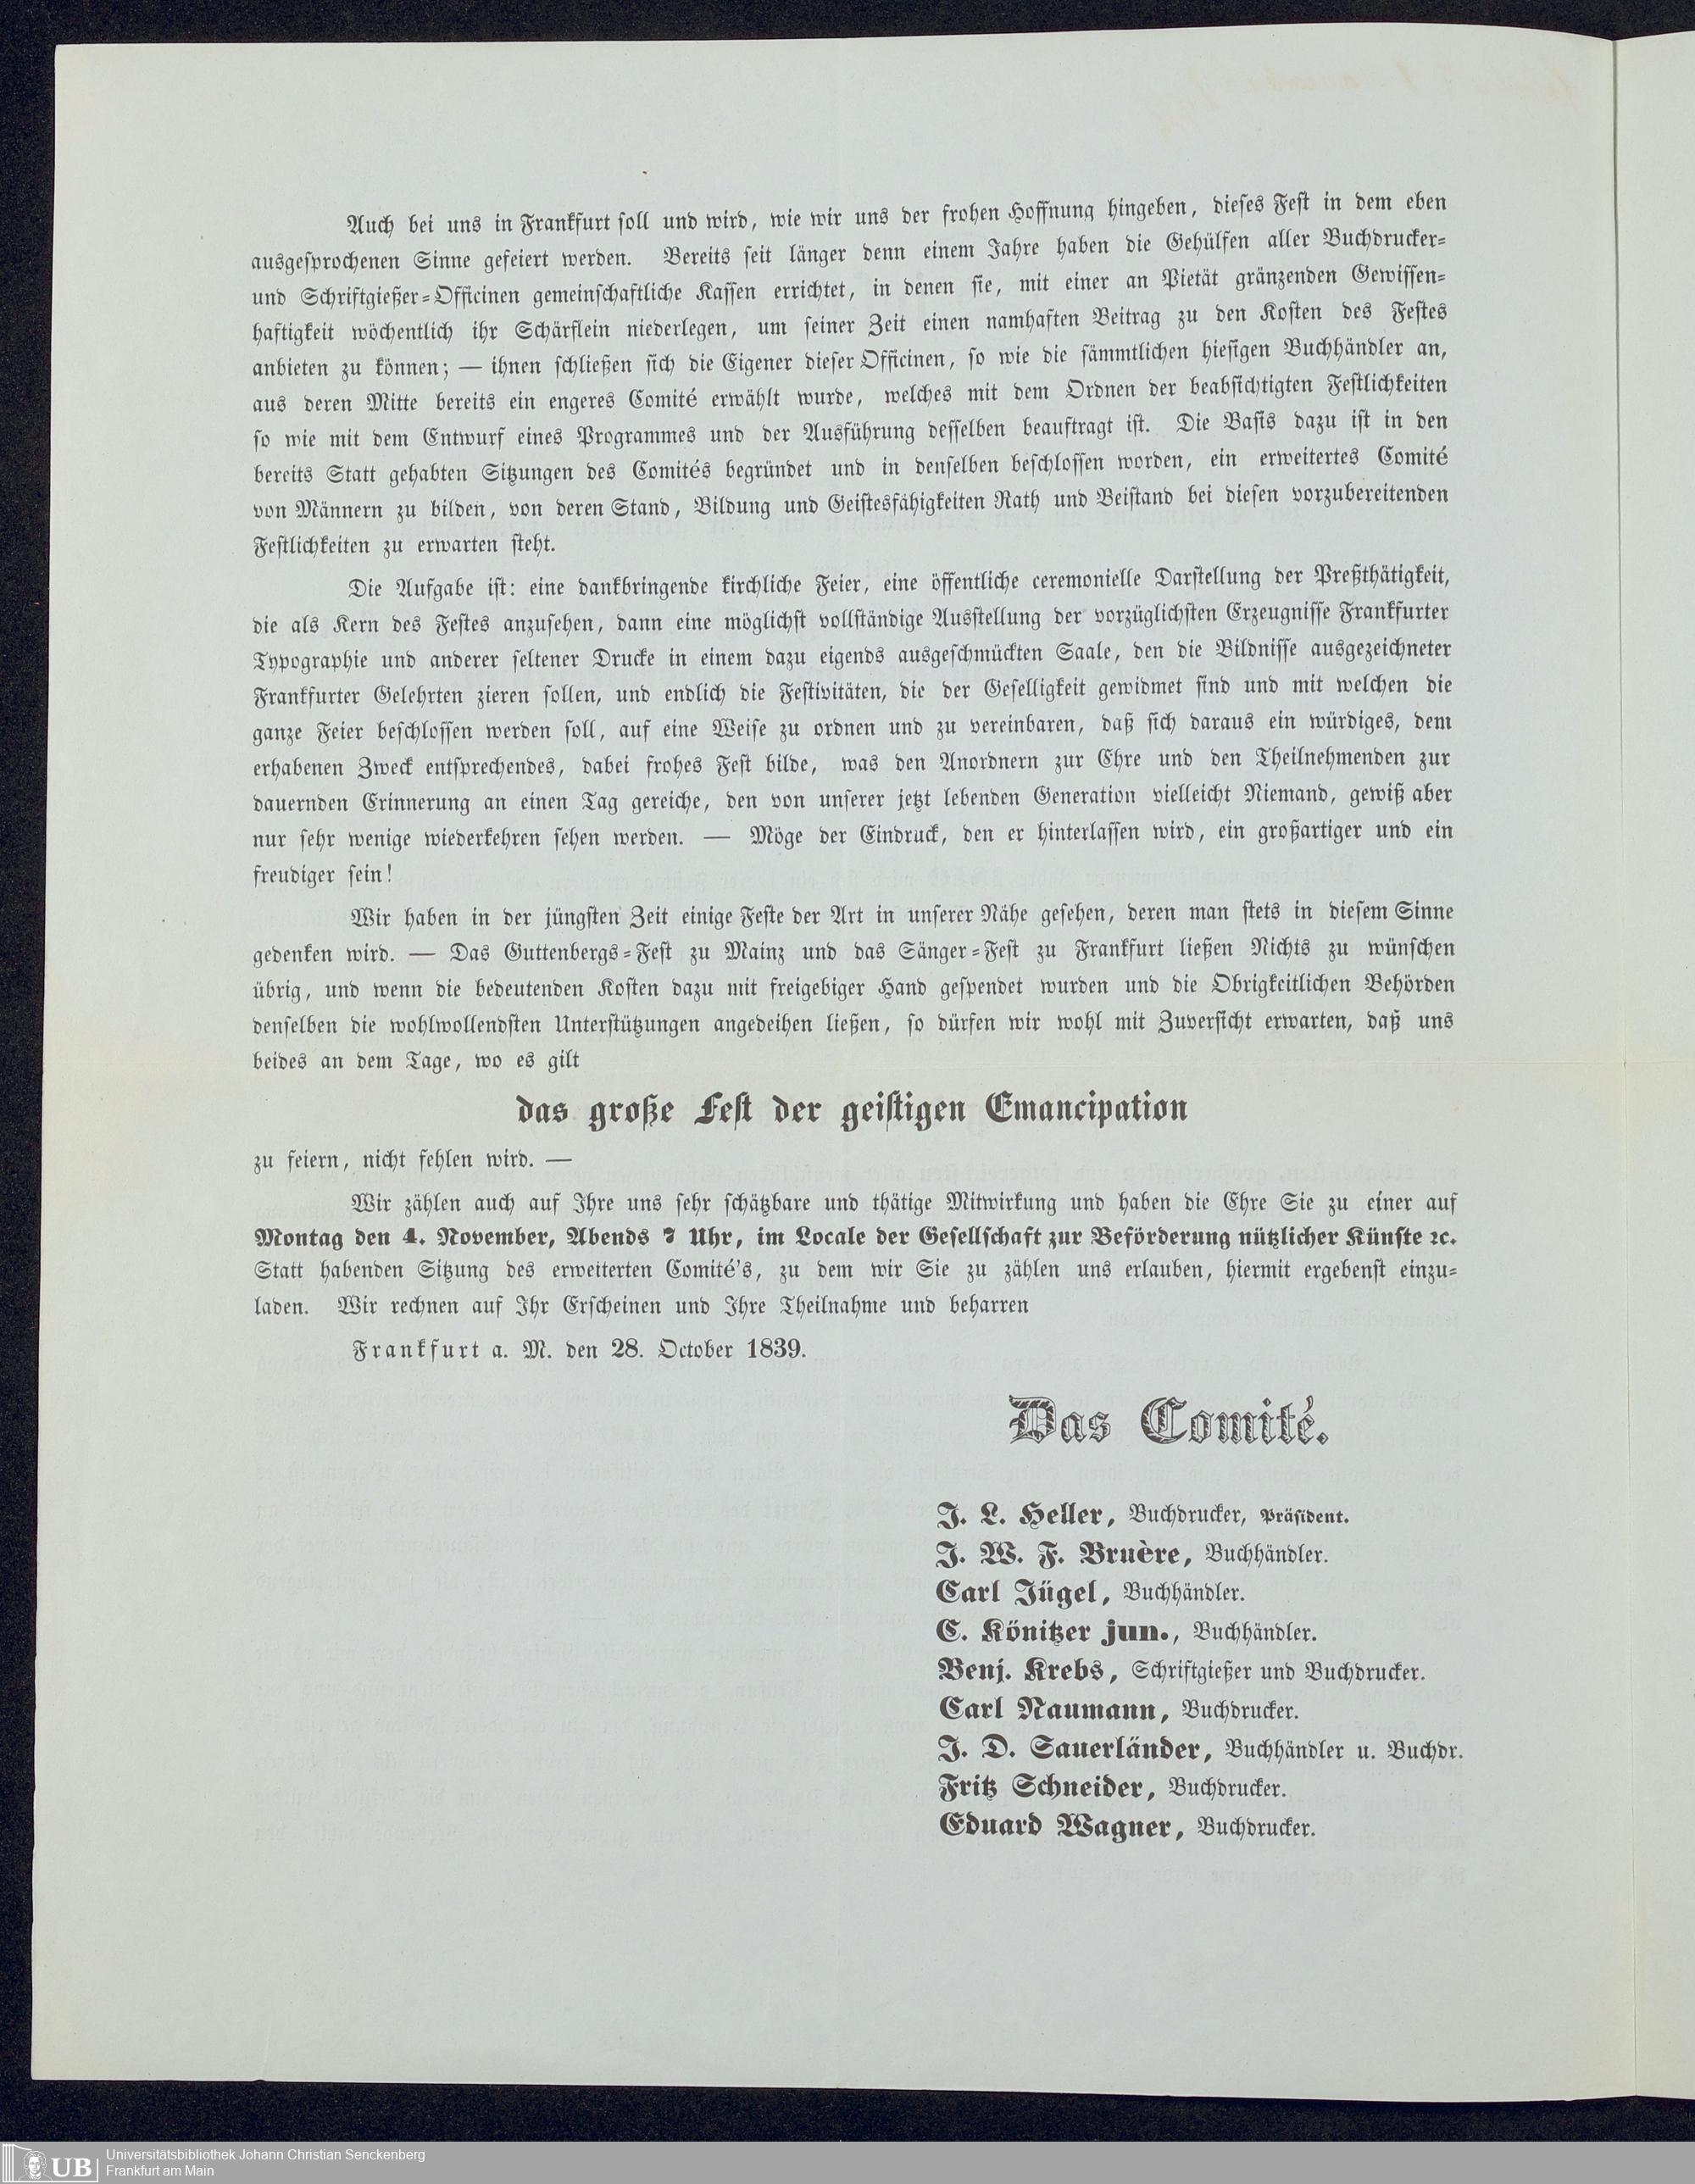 Auch bei uns in Frankfurt soll und wird, wie wir uns der frohen Hoffnung hingeben, dieses Fest in dem eben
ausgesprochenen Sinne gefeiert werden. Bereits seit länger denn einem Jahre haben die Gehülfen aller Buchdrucker-
und Schriftgießer-Officinen gemeinschaftliche Kassen errichtet, in denen sie, mit einer an Pietät gränzenden Gewissen-
haftigkeit wöchentlich ihr Schärflein niederlegen, um seiner Zeit einen namhaften Beitrag zu den Kosten des Festes
anbieten zu können; — ihnen schließen sich die Eigener dieser Officinen, so wie die sämmtlichen hiesigen Buchhändler an,
aus deren Mitte bereits ein engeres Comité erwählt wurde, welches mit dem Ordnen der beabsichtigten Festlichkeiten
so wie mit dem Entwurf eines Programmes und der Ausführung desselben beauftragt ist. Die Basis dazu ist in den
bereits Statt gehabten Sitzungen des Comités begründet und in denselben beschlossen worden, ein erweitertes Comité
von Männern zu bilden, von deren Stand, Bildung und Geistesfähigkeiten Rath und Beistand bei diesen vorzubereitenden
Festlichkeiten zu erwarten steht.
Die Aufgabe ist: eine dankbringende kirchliche Feier, eine öffentliche ceremonielle Darstellung der Preßthätigkeit,
die als Kern des Festes anzusehen, dann eine möglichst vollständige Ausstellung der vorzüglichsten Erzeugnisse Frankfurter
Typographie und anderer seltener Drucke in einem dazu eigends ausgeschmückten Saale, den die Bildnisse ausgezeichneter
Frankfurter Gelehrten zieren sollen, und endlich die Festivitäten, die der Geselligkeit gewidmet sind und mit welchen die
ganze Feier beschlossen werden soll, auf eine Weise zu ordnen und zu vereinbaren, daß sich daraus ein würdiges, dem
erhabenen Zweck entsprechendes, dabei frohes Fest bilde, was den Anordnern zur Ehre und den Theilnehmenden zur
dauernden Erinnerung an einen Tag gereiche, den von unserer jetzt lebenden Generation vielleicht Niemand, gewiß aber
nur sehr wenige wiederkehren sehen werden. — Möge der Eindruck, den er hinterlassen wird, ein großartiger und ein
freudiger sein!
Wir haben in der jüngsten Zeit einige Feste der Art in unserer Nähe gesehen, deren man stets in diesem Sinne
gedenken wird. — Das Guttenbergs-Fest zu Mainz und das Sänger-Fest zu Frankfurt ließen Nichts zu wünschen
übrig, und wenn die bedeutenden Kosten dazu mit freigebiger Hand gespendet wurden und die Obrigkeitlichen Behörden
denselben die wohlwollendsten Unterstützungen angedeihen ließen, so dürfen wir wohl mit Zuversicht erwarten, daß uns
beides an dem Tage, wo es gilt
das große Fest der geistigen Emancipation
zu feiern, nicht fehlen wird. —
Wir zählen auch auf Ihre uns sehr schätzbare und thätige Mitwirkung und haben die Ehre Sie zu einer auf
Montag den 4. November, Abends 7 Uhr, im Locale der Gesellschaft zur Beförderung nützlicher Künste ꝛc.
Statt habenden Sitzung des erweiterten Comité's, zu dem wir Sie zu zählen uns erlauben, hiermit ergebenst einzu-
laden. Wir rechnen auf Ihr Erscheinen und Ihre Theilnahme und beharren
Frankfurt a. M. den 28. October 1839.
Das Comité.
J. L. Heller, Buchdrucker, Präsident.
J. W. F. Bruère, Buchhändler.
Carl Jügel, Buchhändler.
C. Könitzer jun., Buchhändler.
Benj. Krebs, Schriftgießer und Buchdrucker.
Carl Naumann, Buchdrucker.
J. D. Sauerländer, Buchhändler u. Buchdr.
Fritz Schneider, Buchdrucker.
Eduard Wagner, Buchdrucker.
UB
Universitätsbibliothek Johann Christian Senckenberg
Frankfurt am Main